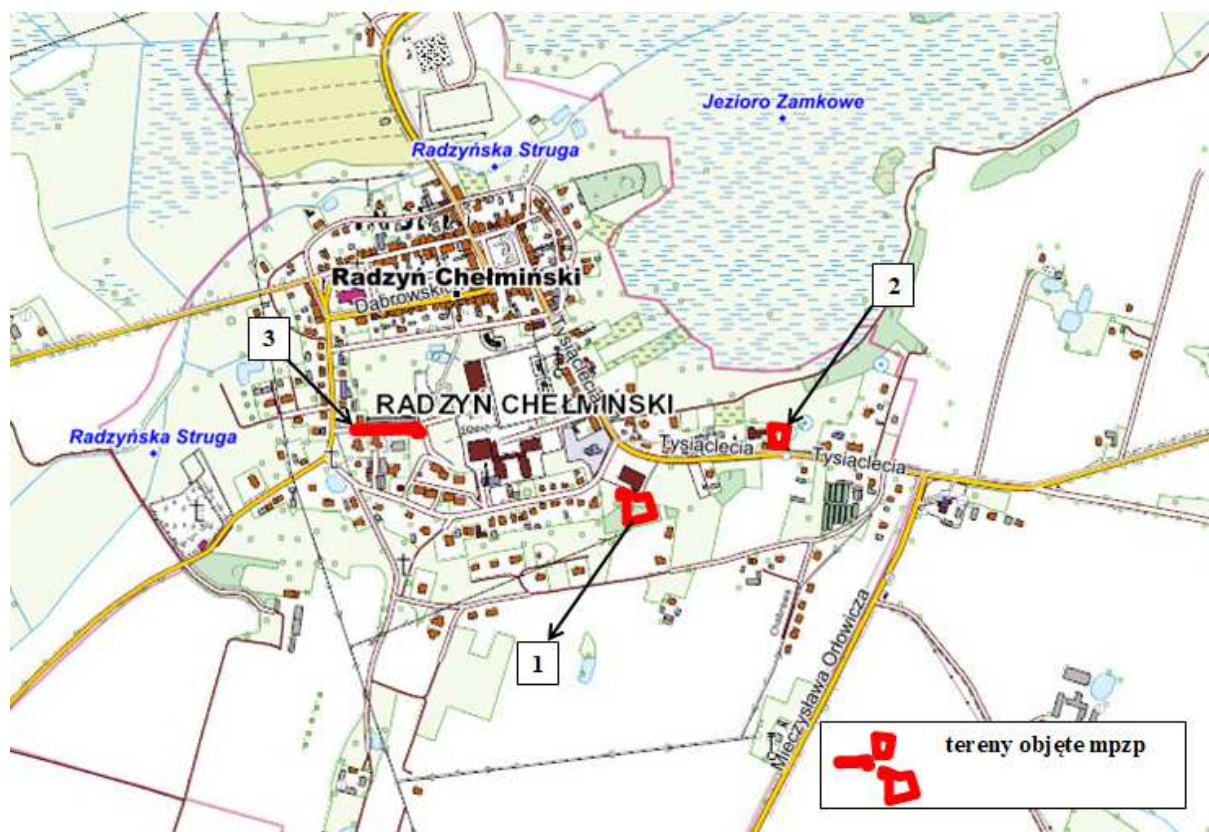 Jezioro Zamkowe
Radzyńska Struga
Radzyń Chełmiński
Dąbrowskie
2
3
Tysiąclecia
RADZYŃ CHEŁMIŃSKI
Radzyńska Struga
Tysiąclecia
Tysiąclecia
1
Mieczysława Orłowicza
tereny objęte mpzp